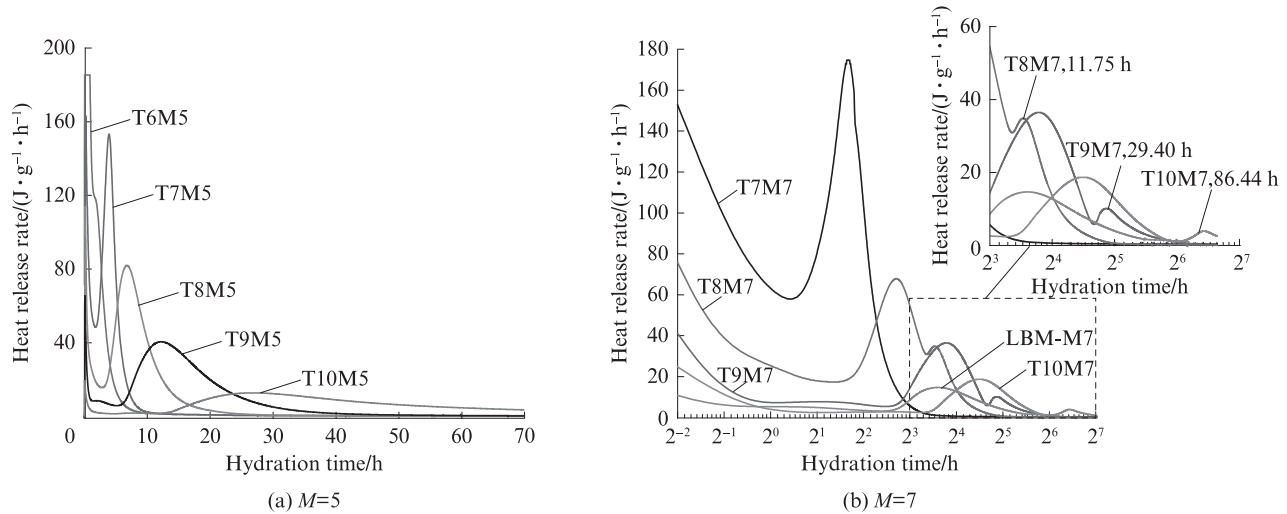 200
160
120
80
40
0
10
20
30
40
50
60
70
Heat release rate/(J·g⁻¹·h⁻¹)
Hydration time/h
T6M5
T7M5
T8M5
T9M5
T10M5
(a) M=5
180
160
140
120
100
80
60
40
20
0
2⁻²
2⁻¹
2⁰
2¹
2²
2³
2⁴
2⁵
2⁶
2⁷
Heat release rate/(J·g⁻¹·h⁻¹)
Hydration time/h
T7M7
T8M7
T9M7
LBM-M7
T10M7
(b) M=7
60
40
20
0
2³
2⁴
2⁵
2⁶
2⁷
Heat release rate/(J·g⁻¹·h⁻¹)
Hydration time/h
T8M7,11.75 h
T9M7,29.40 h
T10M7,86.44 h